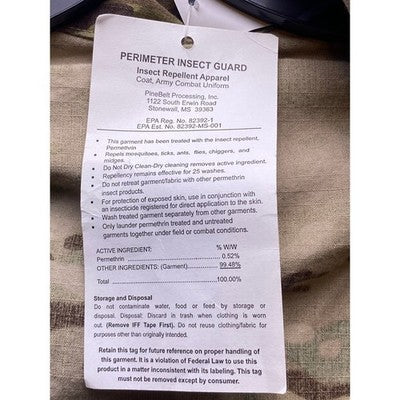 PERIMETER INSECT GUARD
Insect Repellent Apparel
Coat, Army Combat Uniform
PineBelt Processing, Inc.
1122 South Erwin Road
Stonewall, MS 39363
EPA Reg. No. 82392-1
EPA Est. No. 82392-MS-001
• This garment has been treated with the insect repellent,
Permethrin
• Repels mosquitoes, ticks, ants, flies, chiggers, and
midges.
• Do Not Dry Clean-Dry cleaning removes active ingredient.
• Repellency remains effective for 25 washes.
• Do not retreat garment/fabric with other permethrin
insect products.
• For protection of exposed skin, use in conjunction with
an insecticide registered for direct application to the skin.
• Wash treated garment separately from other garments.
• Only launder permethrin treated and untreated
garments together under field or combat conditions.
ACTIVE INGREDIENT: % W/W
Permethrin ........ 0.52%
OTHER INGREDIENTS: (Garment)........ 99.48%
Total ........ 100.00%
Storage and Disposal
Do not contaminate water, food or feed by storage or
disposal. Disposal: Discard in trash when clothing is worn
out. (Remove IFF Tape First). Do not reuse clothing/fabric for
purposes other than originally intended.
Retain this tag for future reference on proper handling of
this garment. It is a violation of Federal Law to use this
product in a matter inconsistent with its labeling. This tag
must not be removed except by consumer.